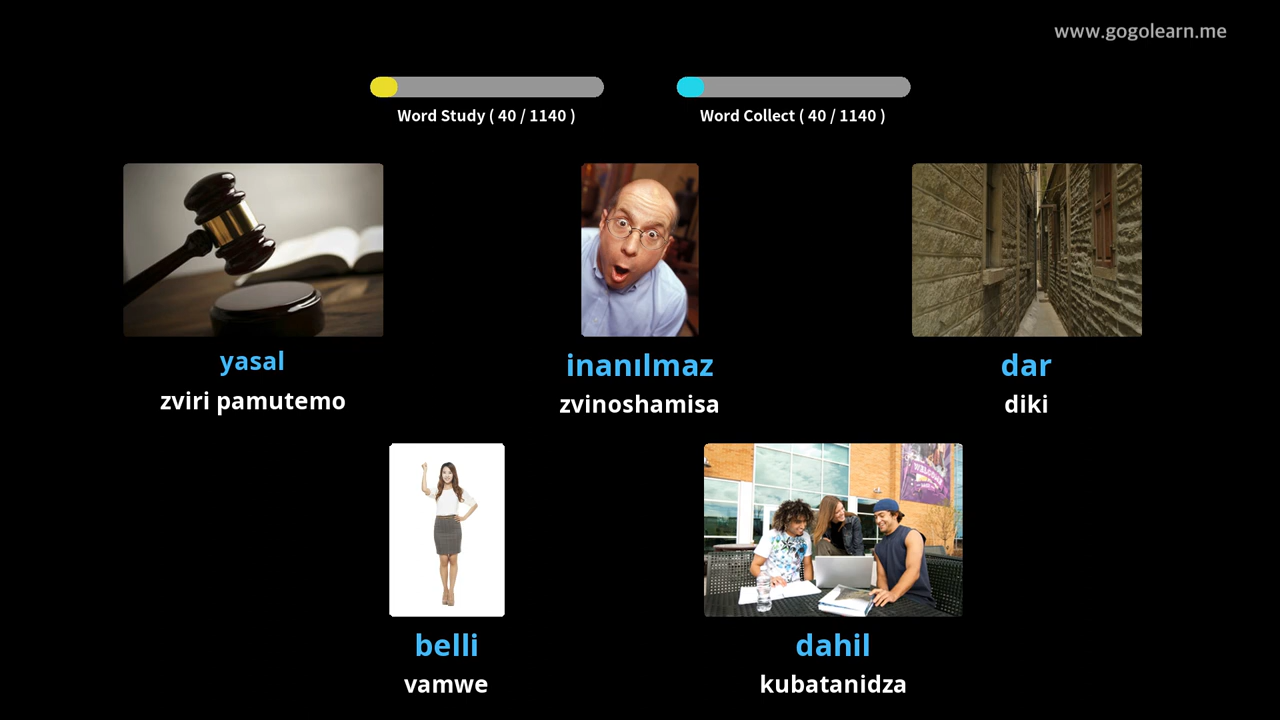 www.gogolearn.me
Word Study ( 40 / 1140 )
Word Collect ( 40 / 1140 )
yasal
zviri pamutemo
inanılmaz
zvinoshamisa
dar
diki
WELCOME
belli
vamwe
dahil
kubatanidza